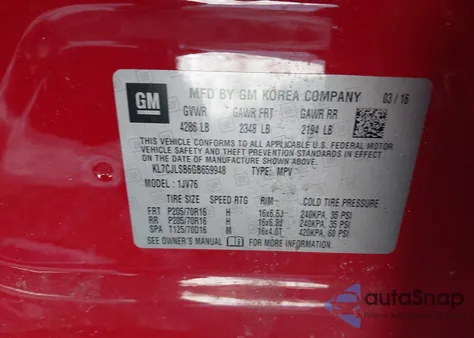 GM
MFD BY GM KOREA COMPANY 03/16
GVWR GAWR FRT GAWR RR
4286 LB 2348 LB 2194 LB
THIS VEHICLE CONFORMS TO ALL APPLICABLE U.S. FEDERAL MOTOR
VEHICLE SAFETY, BUMPER, AND THEFT PREVENTION STANDARDS IN
EFFECT ON THE DATE OF MANUFACTURE SHOWN ABOVE.
KL7CJLSB6GB659948 TYPE: MPV
MODEL: 1JV76
TIRE SIZE SPEED RTG RIM COLD TIRE PRESSURE
FRT P205/70R16 H 16x6.5J 240KPA, 35 PSI
RR P205/70R16 H 16x6.5J 240KPA, 35 PSI
SPA T125/70D16 M 16x4.0T 420KPA, 60 PSI
SEE OWNER'S MANUAL FOR MORE INFORMATION.
autoSnap